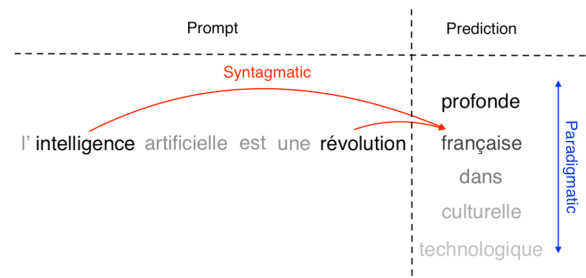 Prompt
Prediction
Syntagmatic
profonde
l' intelligence artificielle est une révolution
française
dans
culturelle
technologique
Paradigmatic